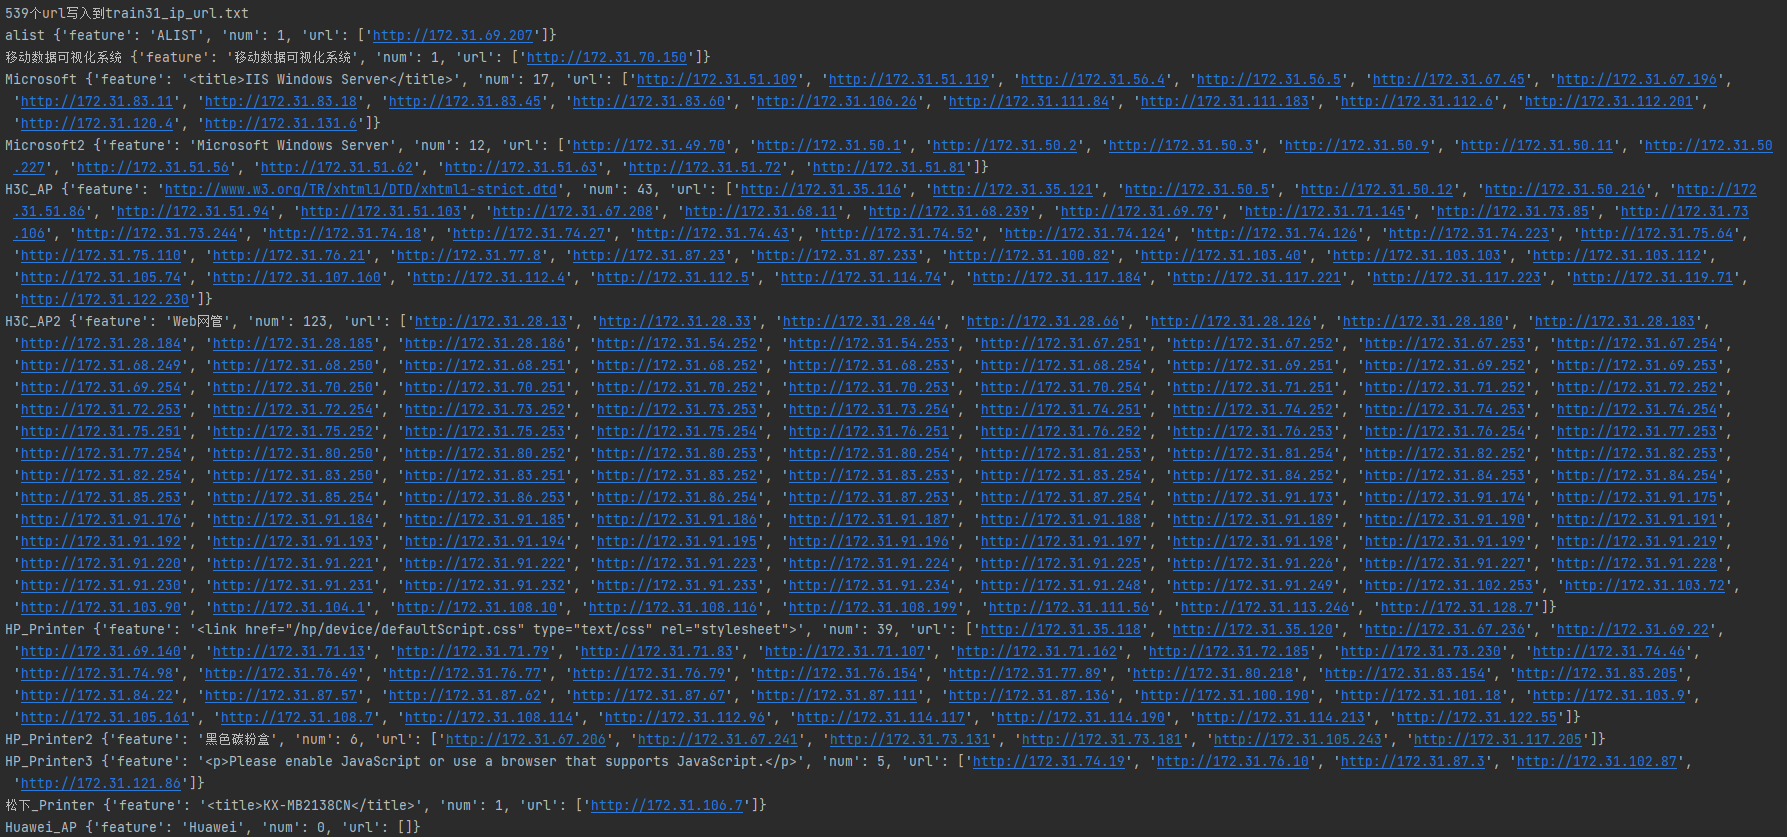 539个url写入到train31_ip_url.txt
alist {'feature': 'ALIST', 'num': 1, 'url': ['http://172.31.69.207']}
移动数据可视化系统 {'feature': '移动数据可视化系统', 'num': 1, 'url': ['http://172.31.70.150']}
Microsoft {'feature': '<title>IIS Windows Server</title>', 'num': 17, 'url': ['http://172.31.51.109', 'http://172.31.51.119', 'http://172.31.56.4', 'http://172.31.56.5', 'http://172.31.67.45', 'http://172.31.67.196',
'http://172.31.83.11', 'http://172.31.83.18', 'http://172.31.83.45', 'http://172.31.83.60', 'http://172.31.106.26', 'http://172.31.111.84', 'http://172.31.111.183', 'http://172.31.112.6', 'http://172.31.112.201',
'http://172.31.120.4', 'http://172.31.131.6']}
Microsoft2 {'feature': 'Microsoft Windows Server', 'num': 12, 'url': ['http://172.31.49.70', 'http://172.31.50.1', 'http://172.31.50.2', 'http://172.31.50.3', 'http://172.31.50.9', 'http://172.31.50.11', 'http://172.31.50
.227', 'http://172.31.51.56', 'http://172.31.51.62', 'http://172.31.51.63', 'http://172.31.51.72', 'http://172.31.51.81']}
H3C_AP {'feature': 'http://www.w3.org/TR/xhtml1/DTD/xhtml1-strict.dtd', 'num': 43, 'url': ['http://172.31.35.116', 'http://172.31.35.121', 'http://172.31.50.5', 'http://172.31.50.12', 'http://172.31.50.216', 'http://172
.31.51.86', 'http://172.31.51.94', 'http://172.31.51.103', 'http://172.31.67.208', 'http://172.31.68.11', 'http://172.31.68.239', 'http://172.31.69.79', 'http://172.31.71.145', 'http://172.31.73.85', 'http://172.31.73
.106', 'http://172.31.73.244', 'http://172.31.74.18', 'http://172.31.74.27', 'http://172.31.74.43', 'http://172.31.74.52', 'http://172.31.74.124', 'http://172.31.74.126', 'http://172.31.74.223', 'http://172.31.75.64',
'http://172.31.75.110', 'http://172.31.76.21', 'http://172.31.77.8', 'http://172.31.87.23', 'http://172.31.87.233', 'http://172.31.100.82', 'http://172.31.103.40', 'http://172.31.103.103', 'http://172.31.103.112',
'http://172.31.105.74', 'http://172.31.107.160', 'http://172.31.112.4', 'http://172.31.112.5', 'http://172.31.114.74', 'http://172.31.117.184', 'http://172.31.117.221', 'http://172.31.117.223', 'http://172.31.119.71',
'http://172.31.122.230']}
H3C_AP2 {'feature': 'Web网管', 'num': 123, 'url': ['http://172.31.28.13', 'http://172.31.28.33', 'http://172.31.28.44', 'http://172.31.28.66', 'http://172.31.28.126', 'http://172.31.28.180', 'http://172.31.28.183',
'http://172.31.28.184', 'http://172.31.28.185', 'http://172.31.28.186', 'http://172.31.54.252', 'http://172.31.54.253', 'http://172.31.67.251', 'http://172.31.67.252', 'http://172.31.67.253', 'http://172.31.67.254',
'http://172.31.68.249', 'http://172.31.68.250', 'http://172.31.68.251', 'http://172.31.68.252', 'http://172.31.68.253', 'http://172.31.68.254', 'http://172.31.69.251', 'http://172.31.69.252', 'http://172.31.69.253',
'http://172.31.69.254', 'http://172.31.70.250', 'http://172.31.70.251', 'http://172.31.70.252', 'http://172.31.70.253', 'http://172.31.70.254', 'http://172.31.71.251', 'http://172.31.71.252', 'http://172.31.72.252',
'http://172.31.72.253', 'http://172.31.72.254', 'http://172.31.73.252', 'http://172.31.73.253', 'http://172.31.73.254', 'http://172.31.74.251', 'http://172.31.74.252', 'http://172.31.74.253', 'http://172.31.74.254',
'http://172.31.75.251', 'http://172.31.75.252', 'http://172.31.75.253', 'http://172.31.75.254', 'http://172.31.76.251', 'http://172.31.76.252', 'http://172.31.76.253', 'http://172.31.76.254', 'http://172.31.77.253',
'http://172.31.77.254', 'http://172.31.80.250', 'http://172.31.80.252', 'http://172.31.80.253', 'http://172.31.80.254', 'http://172.31.81.253', 'http://172.31.81.254', 'http://172.31.82.252', 'http://172.31.82.253',
'http://172.31.82.254', 'http://172.31.83.250', 'http://172.31.83.251', 'http://172.31.83.252', 'http://172.31.83.253', 'http://172.31.83.254', 'http://172.31.84.252', 'http://172.31.84.253', 'http://172.31.84.254',
'http://172.31.85.253', 'http://172.31.85.254', 'http://172.31.86.253', 'http://172.31.86.254', 'http://172.31.87.253', 'http://172.31.87.254', 'http://172.31.91.173', 'http://172.31.91.174', 'http://172.31.91.175',
'http://172.31.91.176', 'http://172.31.91.184', 'http://172.31.91.185', 'http://172.31.91.186', 'http://172.31.91.187', 'http://172.31.91.188', 'http://172.31.91.189', 'http://172.31.91.190', 'http://172.31.91.191',
'http://172.31.91.192', 'http://172.31.91.193', 'http://172.31.91.194', 'http://172.31.91.195', 'http://172.31.91.196', 'http://172.31.91.197', 'http://172.31.91.198', 'http://172.31.91.199', 'http://172.31.91.219',
'http://172.31.91.220', 'http://172.31.91.221', 'http://172.31.91.222', 'http://172.31.91.223', 'http://172.31.91.224', 'http://172.31.91.225', 'http://172.31.91.226', 'http://172.31.91.227', 'http://172.31.91.228',
'http://172.31.91.230', 'http://172.31.91.231', 'http://172.31.91.232', 'http://172.31.91.233', 'http://172.31.91.234', 'http://172.31.91.248', 'http://172.31.91.249', 'http://172.31.102.253', 'http://172.31.103.72',
'http://172.31.103.90', 'http://172.31.104.1', 'http://172.31.108.10', 'http://172.31.108.116', 'http://172.31.108.199', 'http://172.31.111.56', 'http://172.31.113.246', 'http://172.31.128.7']}
HP_Printer {'feature': '<link href="/hp/device/defaultScript.css" type="text/css" rel="stylesheet">', 'num': 39, 'url': ['http://172.31.35.118', 'http://172.31.35.120', 'http://172.31.67.236', 'http://172.31.69.22',
'http://172.31.69.140', 'http://172.31.71.13', 'http://172.31.71.79', 'http://172.31.71.83', 'http://172.31.71.107', 'http://172.31.71.162', 'http://172.31.72.185', 'http://172.31.73.230', 'http://172.31.74.46',
'http://172.31.74.98', 'http://172.31.76.49', 'http://172.31.76.77', 'http://172.31.76.79', 'http://172.31.76.154', 'http://172.31.77.89', 'http://172.31.80.218', 'http://172.31.83.154', 'http://172.31.83.205',
'http://172.31.84.22', 'http://172.31.87.57', 'http://172.31.87.62', 'http://172.31.87.67', 'http://172.31.87.111', 'http://172.31.87.136', 'http://172.31.100.190', 'http://172.31.101.18', 'http://172.31.103.9',
'http://172.31.105.161', 'http://172.31.108.7', 'http://172.31.108.114', 'http://172.31.112.96', 'http://172.31.114.117', 'http://172.31.114.190', 'http://172.31.114.213', 'http://172.31.122.55']}
HP_Printer2 {'feature': '黑色碳粉盒', 'num': 6, 'url': ['http://172.31.67.206', 'http://172.31.67.241', 'http://172.31.73.131', 'http://172.31.73.181', 'http://172.31.105.243', 'http://172.31.117.205']}
HP_Printer3 {'feature': '<p>Please enable JavaScript or use a browser that supports JavaScript.</p>', 'num': 5, 'url': ['http://172.31.74.19', 'http://172.31.76.10', 'http://172.31.87.3', 'http://172.31.102.87',
'http://172.31.121.86']}
松下_Printer {'feature': '<title>KX-MB2138CN</title>', 'num': 1, 'url': ['http://172.31.106.7']}
Huawei_AP {'feature': 'Huawei', 'num': 0, 'url': []}